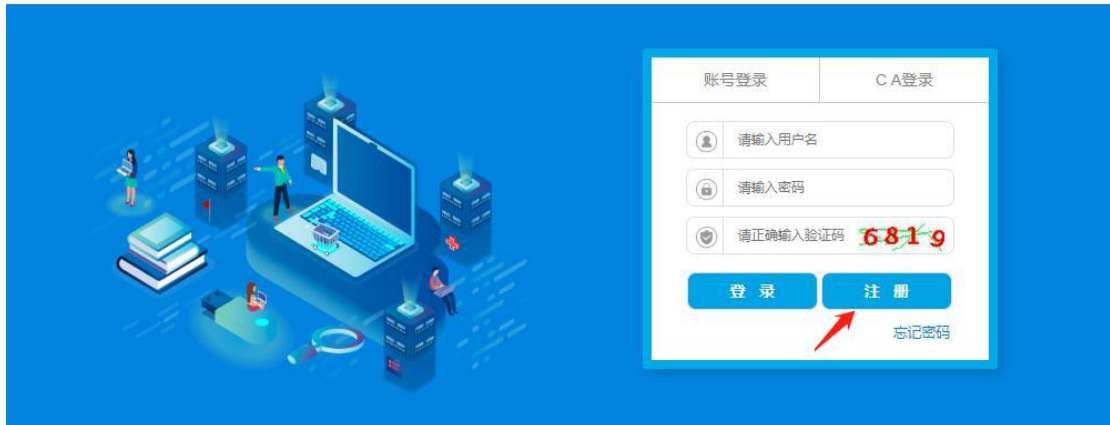 账号登录
CA登录
请输入用户名
请输入密码
请正确输入验证码 6819
登 录
注 册
忘记密码